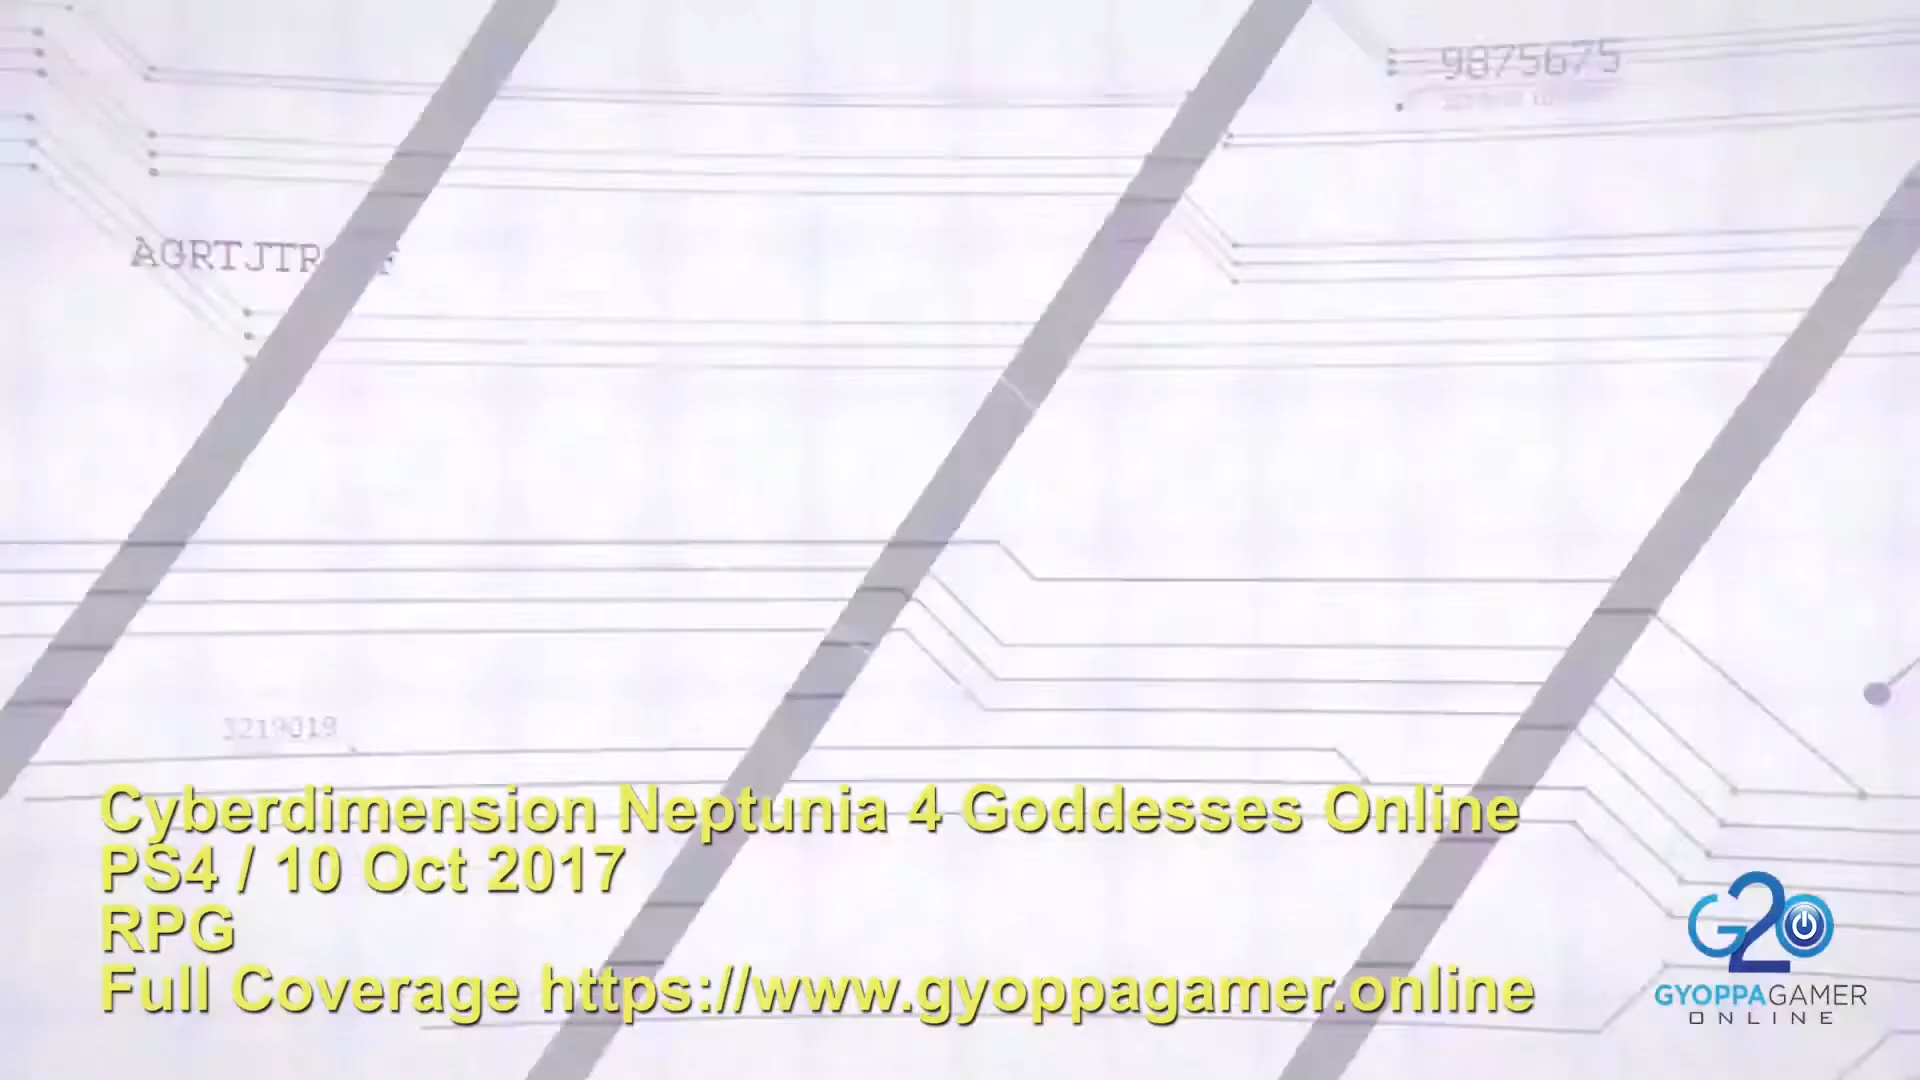 9875675
AGRTJTR
3219019
Cyberdimension Neptunia 4 Goddesses Online
PS4 / 10 Oct 2017
RPG
Full Coverage https://www.gyoppagamer.online
G2
GYOPPAGAMER
ONLINE